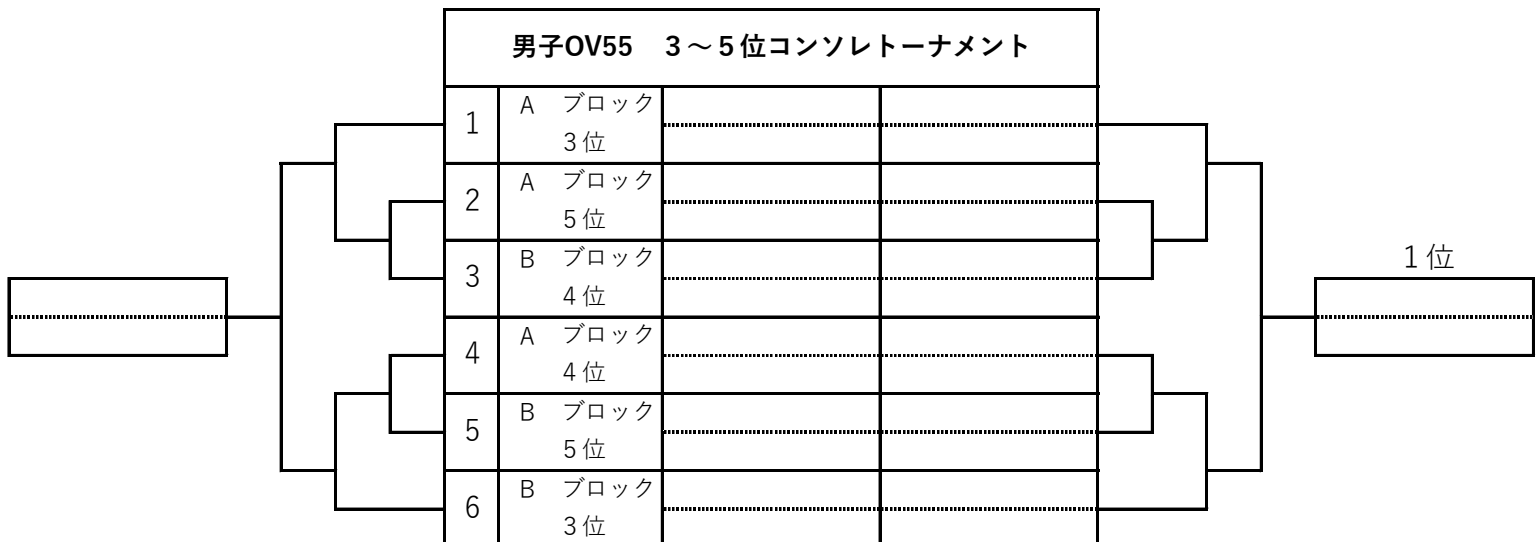 男子OV55　３～５位コンソレトーナメント
1 A ブロック
３位
2 A ブロック
５位
3 B ブロック
４位
1位
4 A ブロック
４位
5 B ブロック
５位
6 B ブロック
３位